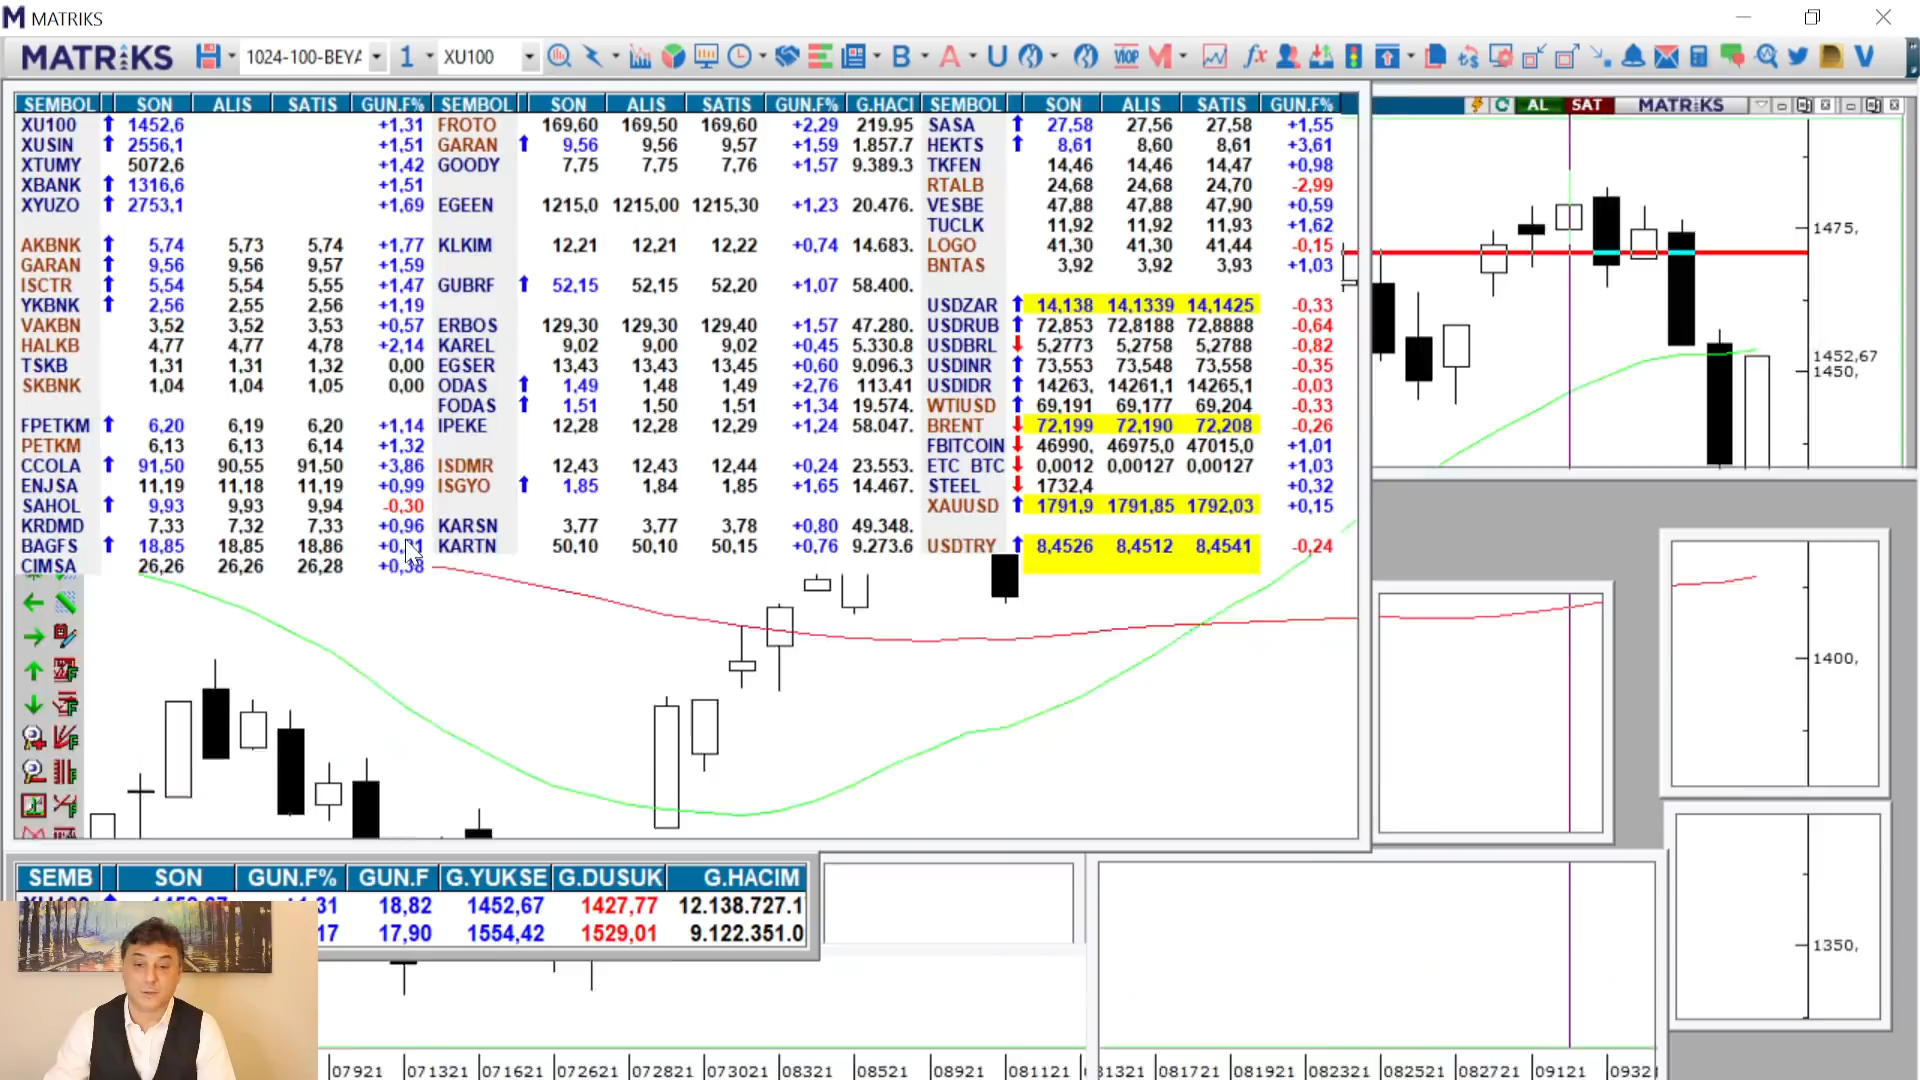 MATRIKS
MATRIKS 1024-100-BEYA 1 XU100 B A U VIOP M fx V
AL SAT MATRIKS
SEMBOL SON ALIS SATIS GUN.F% SEMBOL SON ALIS SATIS GUN.F% G.HACI SEMBOL SON ALIS SATIS GUN.F%
XU100 1452,6 +1,31 FROTO 169,60 169,50 169,60 +2,29 219.95 SASA 27,58 27,56 27,58 +1,55
XUSIN 2556,1 +1,51 GARAN 9,56 9,56 9,57 +1,59 1.857.7 HEKTS 8,61 8,60 8,61 +3,61
XTUMY 5072,6 +1,42 GOODY 7,75 7,75 7,76 +1,57 9.389.3 TKFEN 14,46 14,46 14,47 +0,98
XBANK 1316,6 +1,51 RTALB 24,68 24,68 24,70 -2,99
XYUZO 2753,1 +1,69 EGEEN 1215,0 1215,00 1215,30 +1,23 20.476. VESBE 47,88 47,88 47,90 +0,59
TUCLK 11,92 11,92 11,93 +1,62
AKBNK 5,74 5,73 5,74 +1,77 KLKIM 12,21 12,21 12,22 +0,74 14.683. LOGO 41,30 41,30 41,44 -0,15
GARAN 9,56 9,56 9,57 +1,59 BNTAS 3,92 3,92 3,93 +1,03
ISCTR 5,54 5,54 5,55 +1,47 GUBRF 52,15 52,15 52,20 +1,07 58.400.
YKBNK 2,56 2,55 2,56 +1,19 USDZAR 14,138 14,1339 14,1425 -0,33
VAKBN 3,52 3,52 3,53 +0,57 ERBOS 129,30 129,30 129,40 +1,57 47.280. USDRUB 72,853 72,8188 72,8888 -0,64
HALKB 4,77 4,77 4,78 +2,14 KAREL 9,02 9,00 9,02 +0,45 5.330.8 USDBRL 5,2773 5,2758 5,2788 -0,82
TSKB 1,31 1,31 1,32 0,00 EGSER 13,43 13,43 13,45 +0,60 9.096.3 USDINR 73,553 73,548 73,558 -0,35
SKBNK 1,04 1,04 1,05 0,00 ODAS 1,49 1,48 1,49 +2,76 113.41 USDIDR 14263, 14261,1 14265,1 -0,03
FODAS 1,51 1,50 1,51 +1,34 19.574. WTIUSD 69,191 69,177 69,204 -0,33
FPETKM 6,20 6,19 6,20 +1,14 IPEKE 12,28 12,28 12,29 +1,24 58.047. BRENT 72,199 72,190 72,208 -0,26
PETKM 6,13 6,13 6,14 +1,32 FBITCOIN 46990, 46975,0 47015,0 +1,01
CCOLA 91,50 90,55 91,50 +3,86 ISDMR 12,43 12,43 12,44 +0,24 23.553. ETC BTC 0,0012 0,00127 0,00127 +1,03
ENJSA 11,19 11,18 11,19 +0,99 ISGYO 1,85 1,84 1,85 +1,65 14.467. STEEL 1732,4 +0,32
SAHOL 9,93 9,93 9,94 -0,30 XAUUSD 1791,9 1791,85 1792,03 +0,15
KRDMD 7,33 7,32 7,33 +0,96 KARSN 3,77 3,77 3,78 +0,80 49.348.
BAGFS 18,85 18,85 18,86 KARTN 50,10 50,10 50,15 +0,76 9.273.6 USDTRY 8,4526 8,4512 8,4541 -0,24
CIMSA 26,26 26,26 26,28 +0,38
1475,
1452,67
1450,
1400,
1350,
SEMB SON GUN.F% GUN.F G.YUKSE G.DUSUK G.HACIM
31 18,82 1452,67 1427,77 12.138.727.1
17 17,90 1554,42 1529,01 9.122.351.0
07921 071321 071621 072621 072821 073021 08321 08521 08921 081121 31321 081721 081921 082321 082521 082721 09121 0932